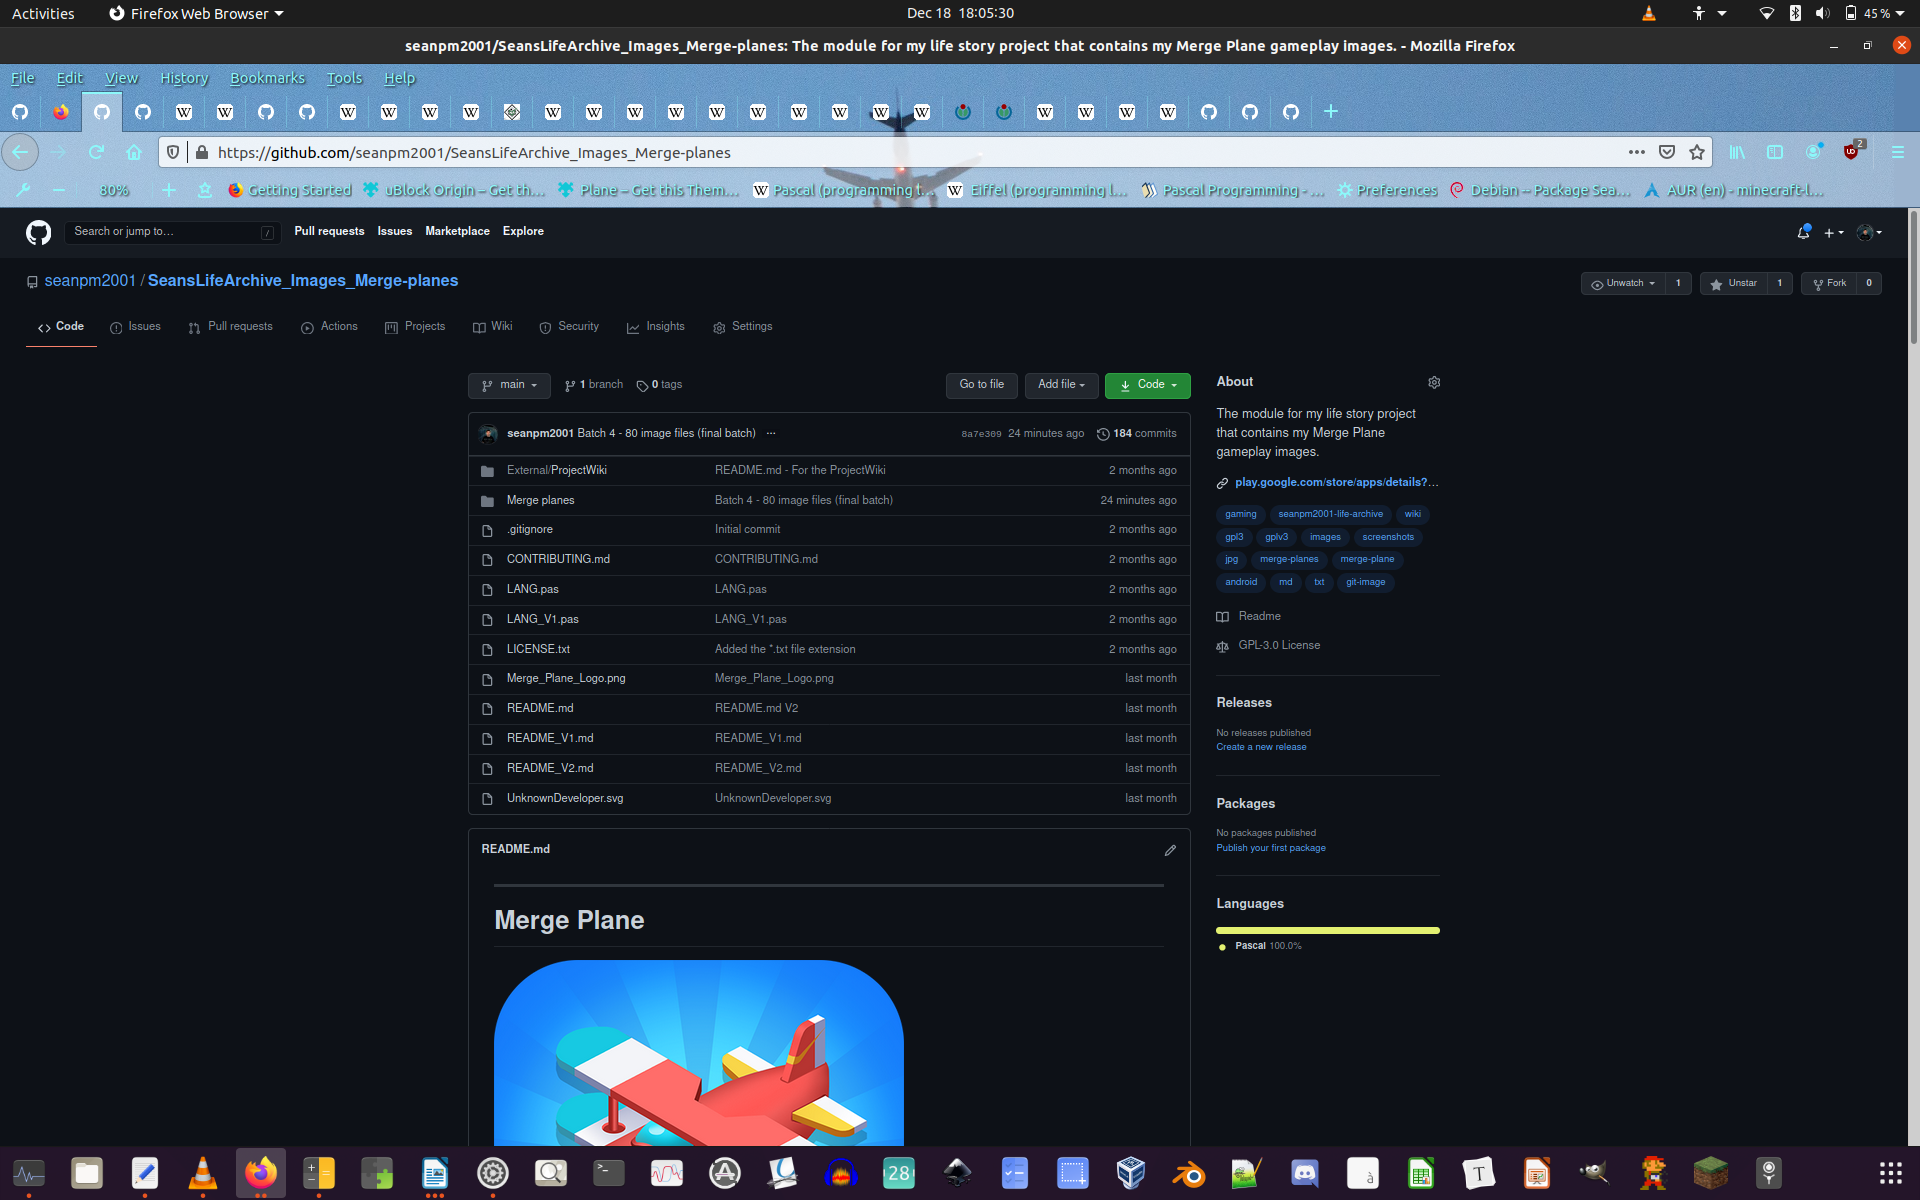 Activities Firefox Web Browser Dec 18 18:05:30 45 %
seanpm2001/SeansLifeArchive_Images_Merge-planes: The module for my life story project that contains my Merge Plane gameplay images. - Mozilla Firefox
File Edit View History Bookmarks Tools Help
https://github.com/seanpm2001/SeansLifeArchive_Images_Merge-planes 2
80% Getting Started uBlock Origin – Get th… Plane – Get this Them… Pascal (programming l… Eiffel (programming l… Pascal Programming - … Preferences Debian -- Package Sea… AUR (en) - minecraft-l…
Search or jump to… / Pull requests Issues Marketplace Explore
seanpm2001 / SeansLifeArchive_Images_Merge-planes Unwatch 1 Unstar 1 Fork 0
Code Issues Pull requests Actions Projects Wiki Security Insights Settings
main 1 branch 0 tags Go to file Add file Code
seanpm2001 Batch 4 - 80 image files (final batch) ... 8a7e309 24 minutes ago 184 commits
External/ProjectWiki README.md - For the ProjectWiki 2 months ago
Merge planes Batch 4 - 80 image files (final batch) 24 minutes ago
.gitignore Initial commit 2 months ago
CONTRIBUTING.md CONTRIBUTING.md 2 months ago
LANG.pas LANG.pas 2 months ago
LANG_V1.pas LANG_V1.pas 2 months ago
LICENSE.txt Added the *.txt file extension 2 months ago
Merge_Plane_Logo.png Merge_Plane_Logo.png last month
README.md README.md V2 last month
README_V1.md README_V1.md last month
README_V2.md README_V2.md last month
UnknownDeveloper.svg UnknownDeveloper.svg last month
README.md
Merge Plane
About
The module for my life story project
that contains my Merge Plane
gameplay images.
play.google.com/store/apps/details?…
gaming seanpm2001-life-archive wiki
gpl3 gplv3 images screenshots
jpg merge-planes merge-plane
android md txt git-image
Readme
GPL-3.0 License
Releases
No releases published
Create a new release
Packages
No packages published
Publish your first package
Languages
Pascal 100.0%
28